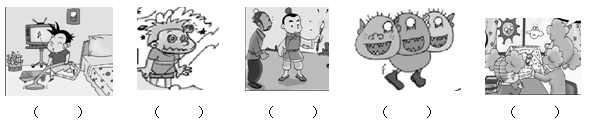 (　　) (　　) (　　) (　　) (　　)